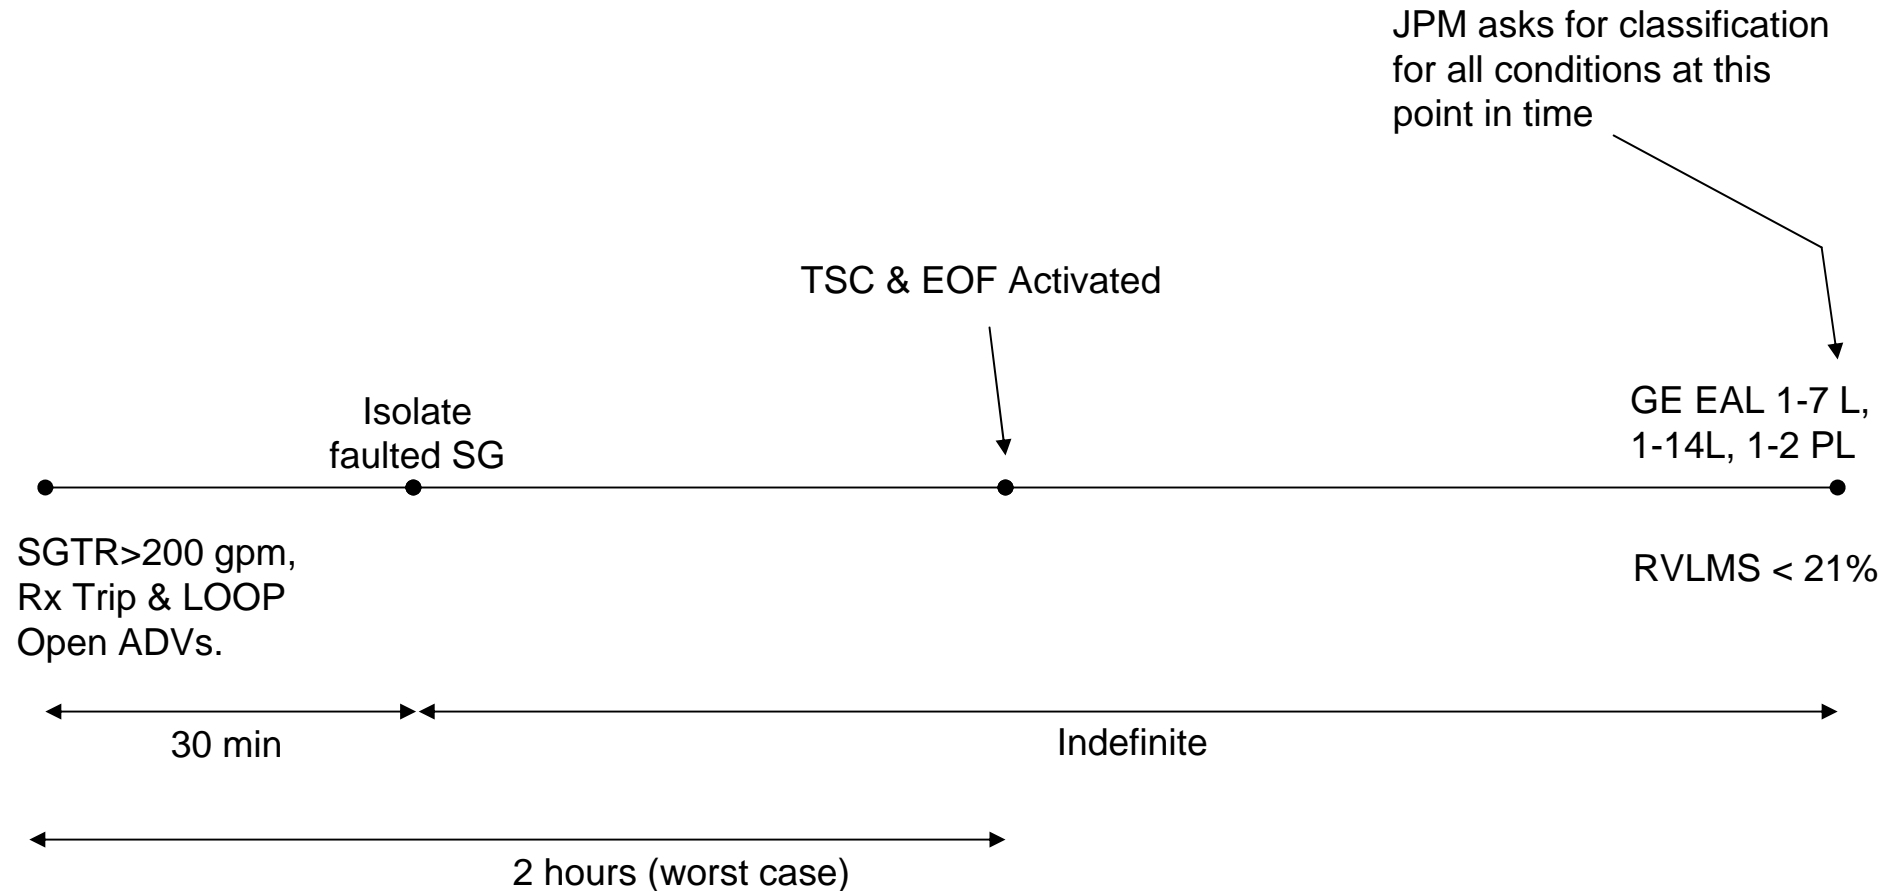 JPM asks for classification
for all conditions at this
point in time
TSC & EOF Activated
Isolate
faulted SG
GE EAL 1-7 L,
1-14L, 1-2 PL
SGTR>200 gpm,
Rx Trip & LOOP
Open ADVs.
RVLMS < 21%
30 min
Indefinite
2 hours (worst case)